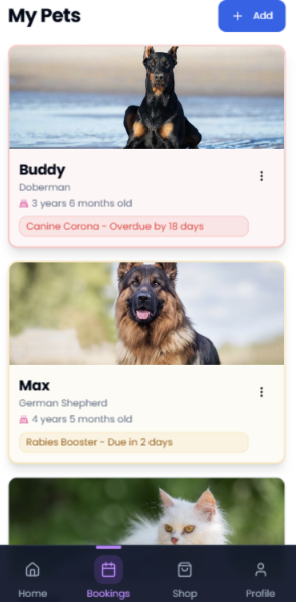 My Pets
Add
Buddy
Doberman
3 years 6 months old
Canine Corona - Overdue by 18 days
Max
German Shepherd
4 years 5 months old
Rabies Booster - Due in 2 days
Home
Bookings
Shop
Profile